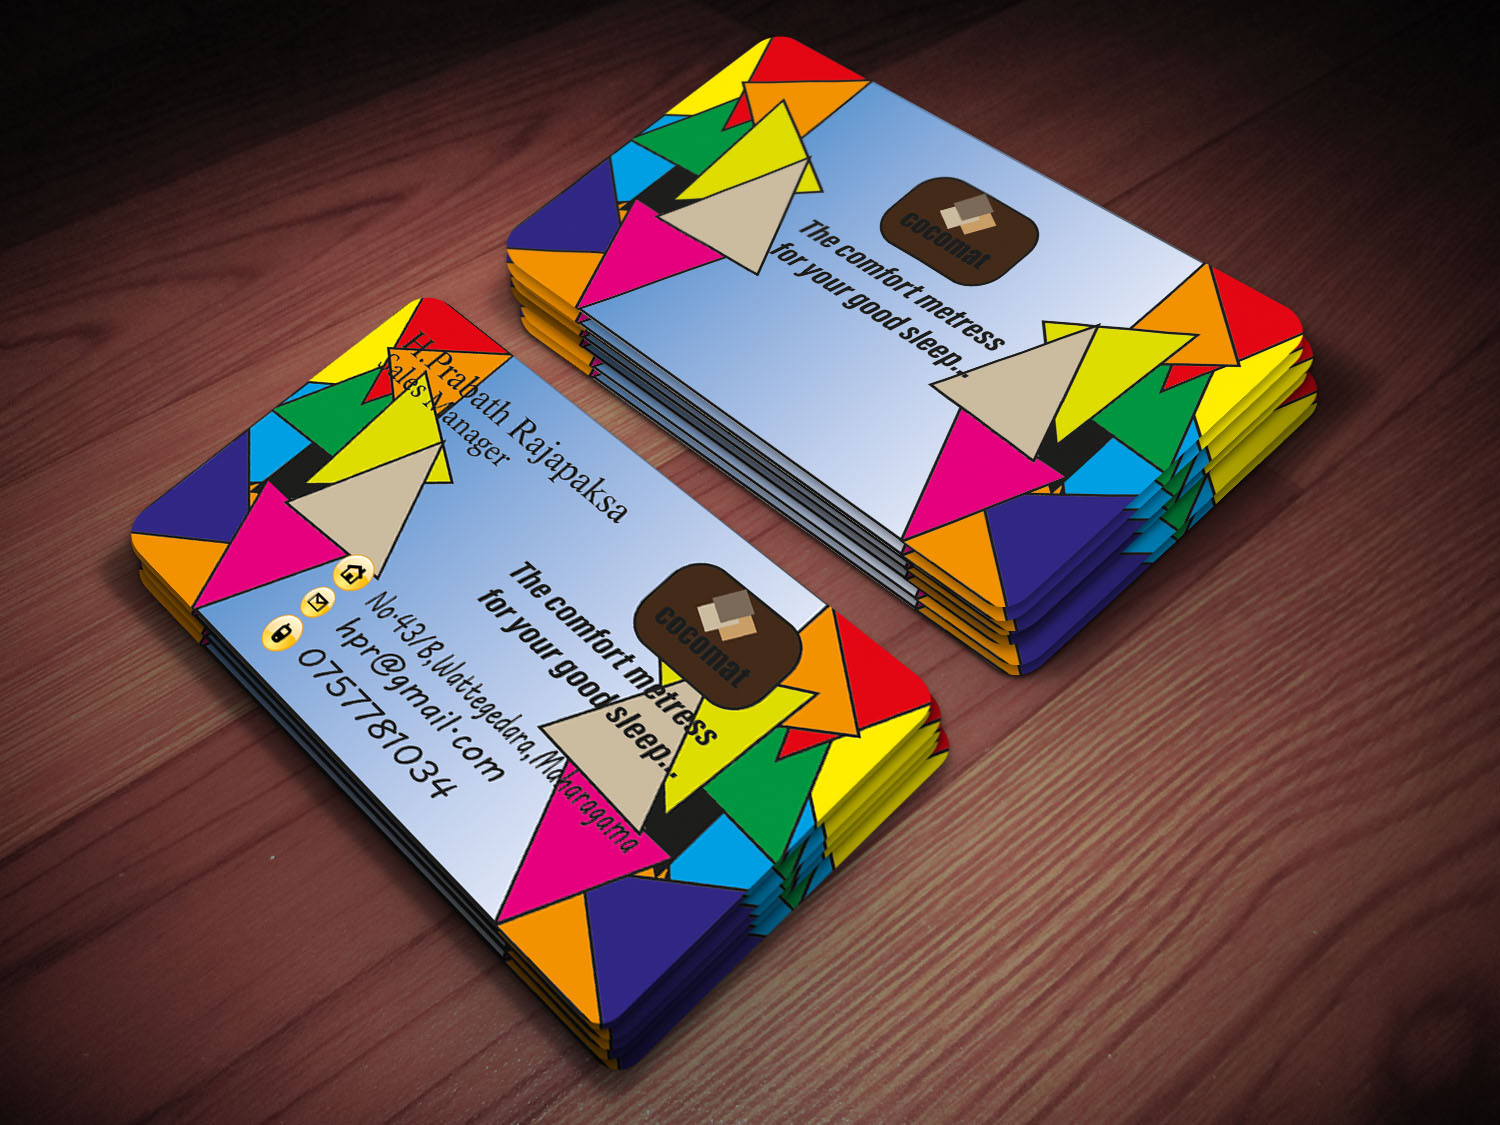 cocomat
The comfort metress
for your good sleep...
H.Prabath Rajapaksa
Sales Manager
cocomat
The comfort metress
for your good sleep...
No:43/B,Wattegedara,Maharagama
hpr@gmail.com
0757781034